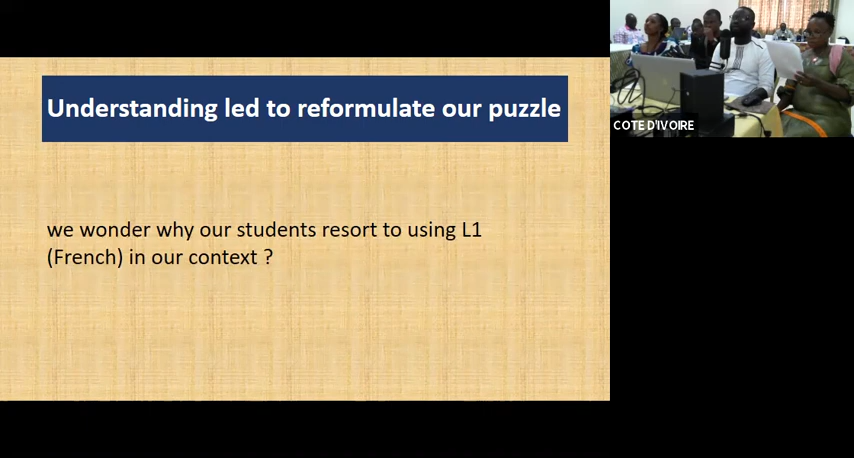 Understanding led to reformulate our puzzle
we wonder why our students resort to using L1
(French) in our context ?
COTE D'IVOIRE